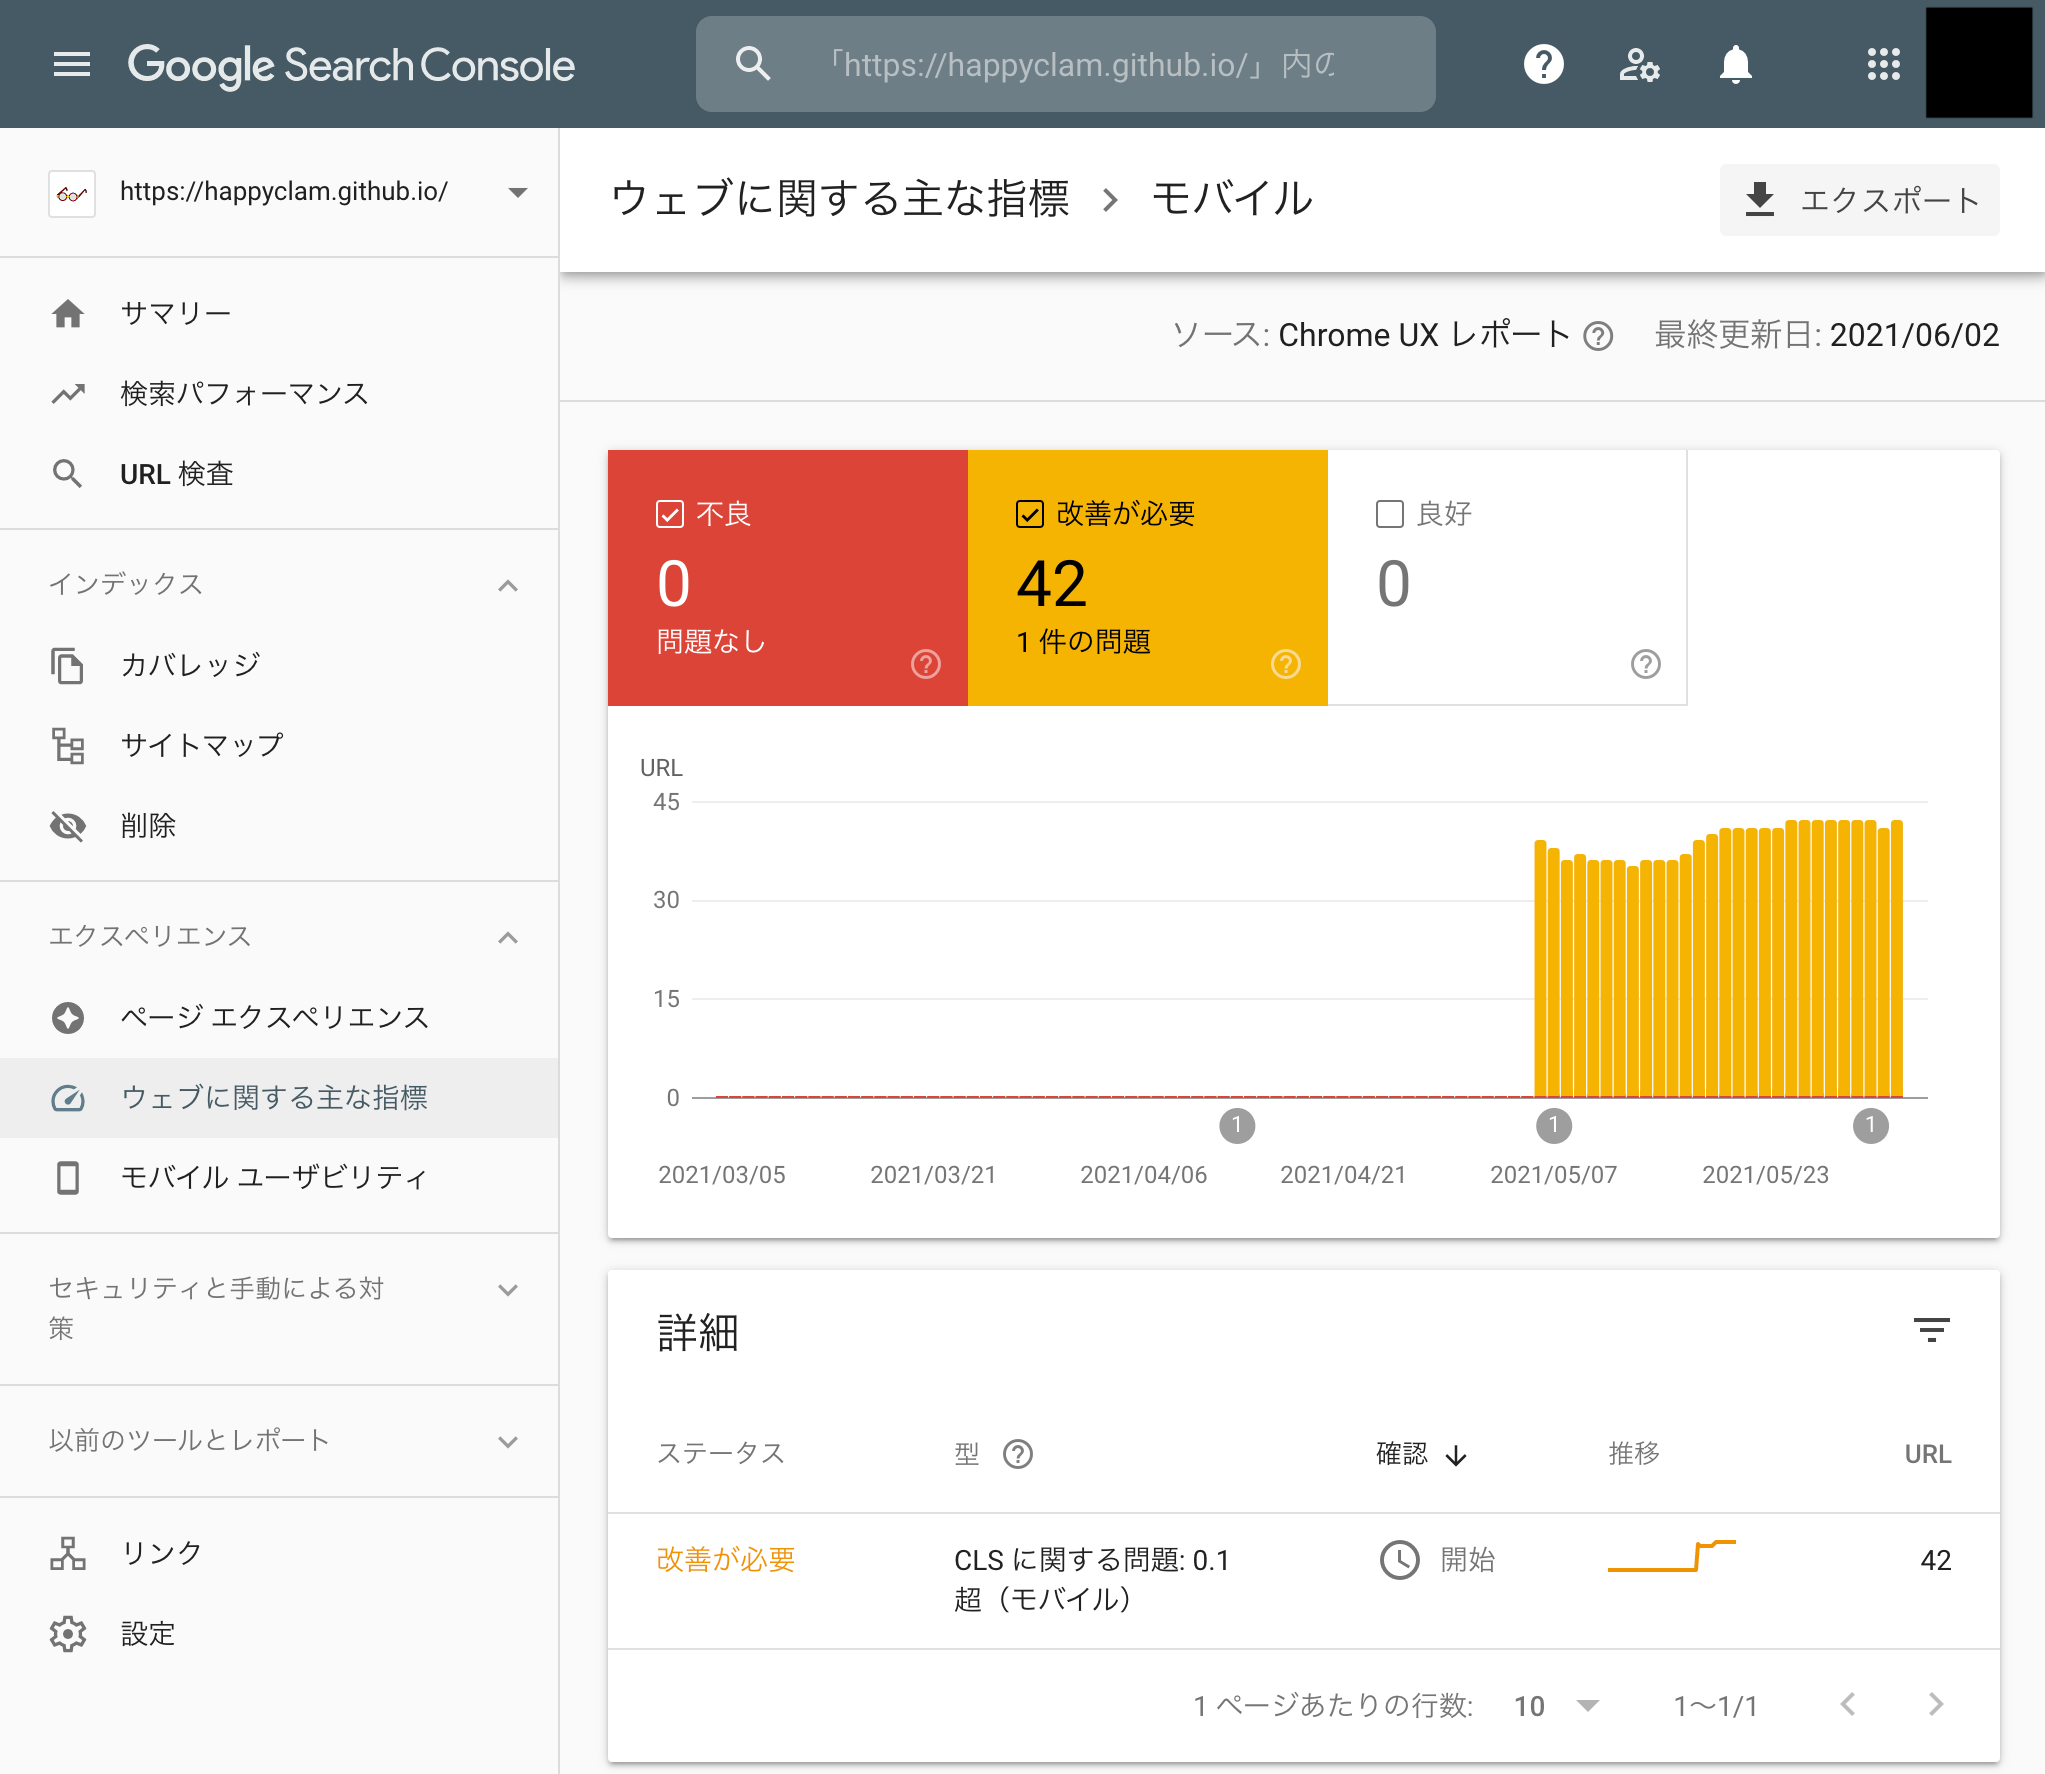 Google Search Console
「https://happyclam.github.io/」内の
https://happyclam.github.io/
サマリー
検索パフォーマンス
URL 検査
インデックス
カバレッジ
サイトマップ
削除
エクスペリエンス
ページ エクスペリエンス
ウェブに関する主な指標
モバイル ユーザビリティ
セキュリティと手動による対
策
以前のツールとレポート
リンク
設定
ウェブに関する主な指標 › モバイル
エクスポート
ソース: Chrome UX レポート 最終更新日: 2021/06/02
不良
0
問題なし
改善が必要
42
1 件の問題
良好
0
URL
45
30
15
0
1 1 1
2021/03/05 2021/03/21 2021/04/06 2021/04/21 2021/05/07 2021/05/23
詳細
ステータス 型 確認 推移 URL
改善が必要 CLS に関する問題: 0.1 開始 42
超（モバイル）
1 ページあたりの行数: 10 1～1/1